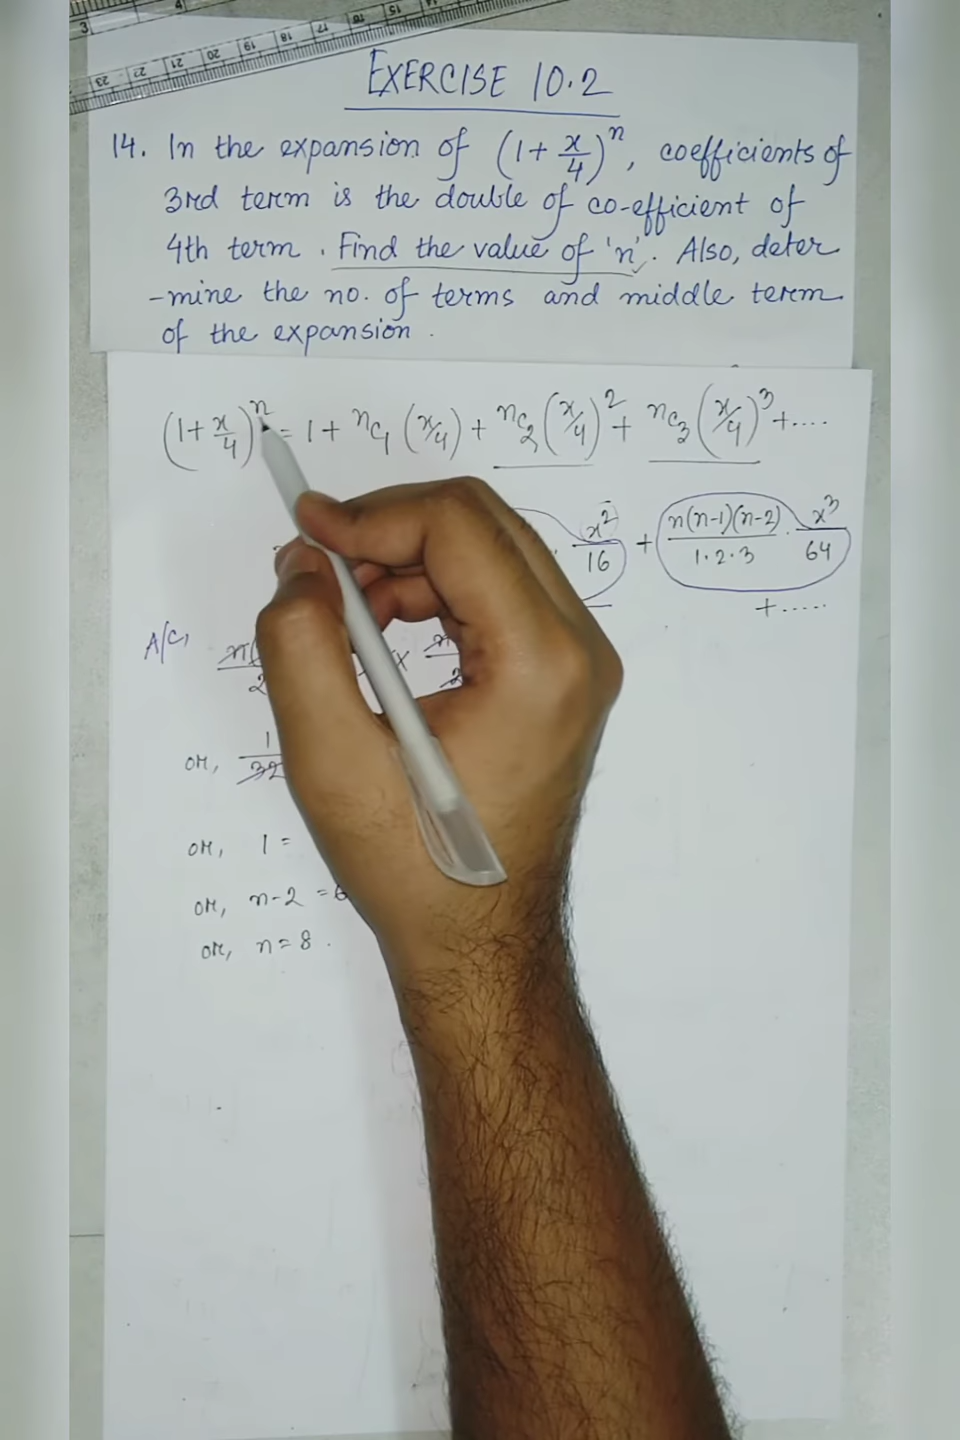 EXERCISE 10.2
14. In the expansion of (1 + x/4)^n, coefficients of
3rd term is the double of co-efficient of
4th term. Find the value of 'n'. Also, deter
-mine the no. of terms and middle term
of the expansion.
(1 + x/4)^n = 1 + nC1 (x/4) + nC2 (x/4)^2 + nC3 (x/4)^3 + ....
x^2/16 + n(n-1)(n-2)/1·2·3 · x^3/64
+ .....
A/C,
or, 1/32
or, 1 =
or, n-2 = 6
or, n = 8.